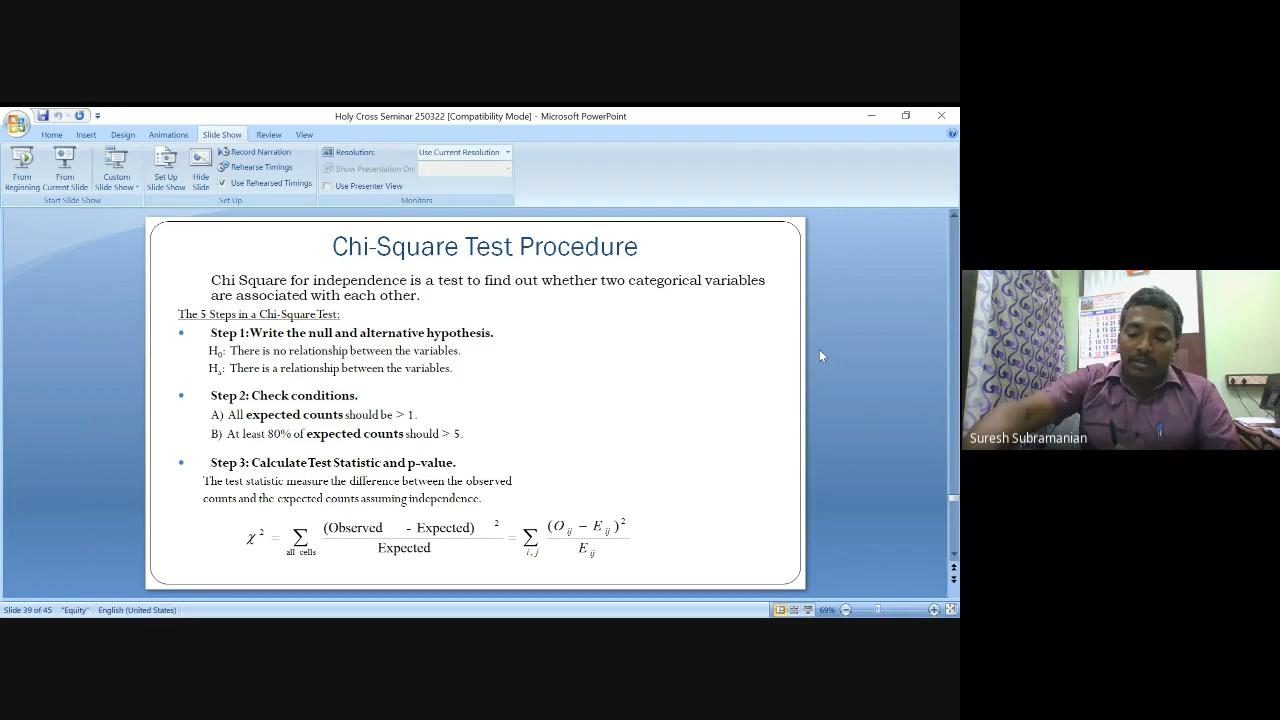 Holy Cross Seminar 250322 [Compatibility Mode] - Microsoft PowerPoint
Home Insert Design Animations Slide Show Review View
From Beginning
From Current Slide
Custom Slide Show
Start Slide Show
Set Up Slide Show
Hide Slide
Record Narration
Rehearse Timings
Use Rehearsed Timings
Set Up
Resolution: Use Current Resolution
Show Presentation On:
Use Presenter View
Monitors
Chi-Square Test Procedure
Chi Square for independence is a test to find out whether two categorical variables
are associated with each other.
The 5 Steps in a Chi-Square Test:
• Step 1: Write the null and alternative hypothesis.
H0: There is no relationship between the variables.
Ha: There is a relationship between the variables.
• Step 2: Check conditions.
A) All expected counts should be > 1.
B) At least 80% of expected counts should > 5.
• Step 3: Calculate Test Statistic and p-value.
The test statistic measure the difference between the observed
counts and the expected counts assuming independence.
χ² = ∑ all cells (Observed - Expected)² / Expected = ∑ i,j (Oij − Eij)² / Eij
Slide 39 of 45 "Equity" English (United States) 69%
Suresh Subramanian